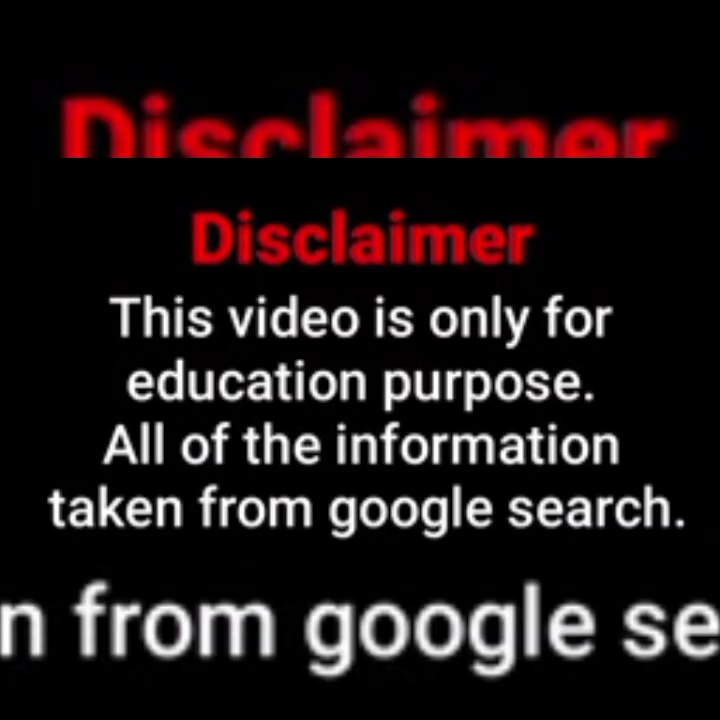 Disclaimer
Disclaimer
This video is only for
education purpose.
All of the information
taken from google search.
n from google se